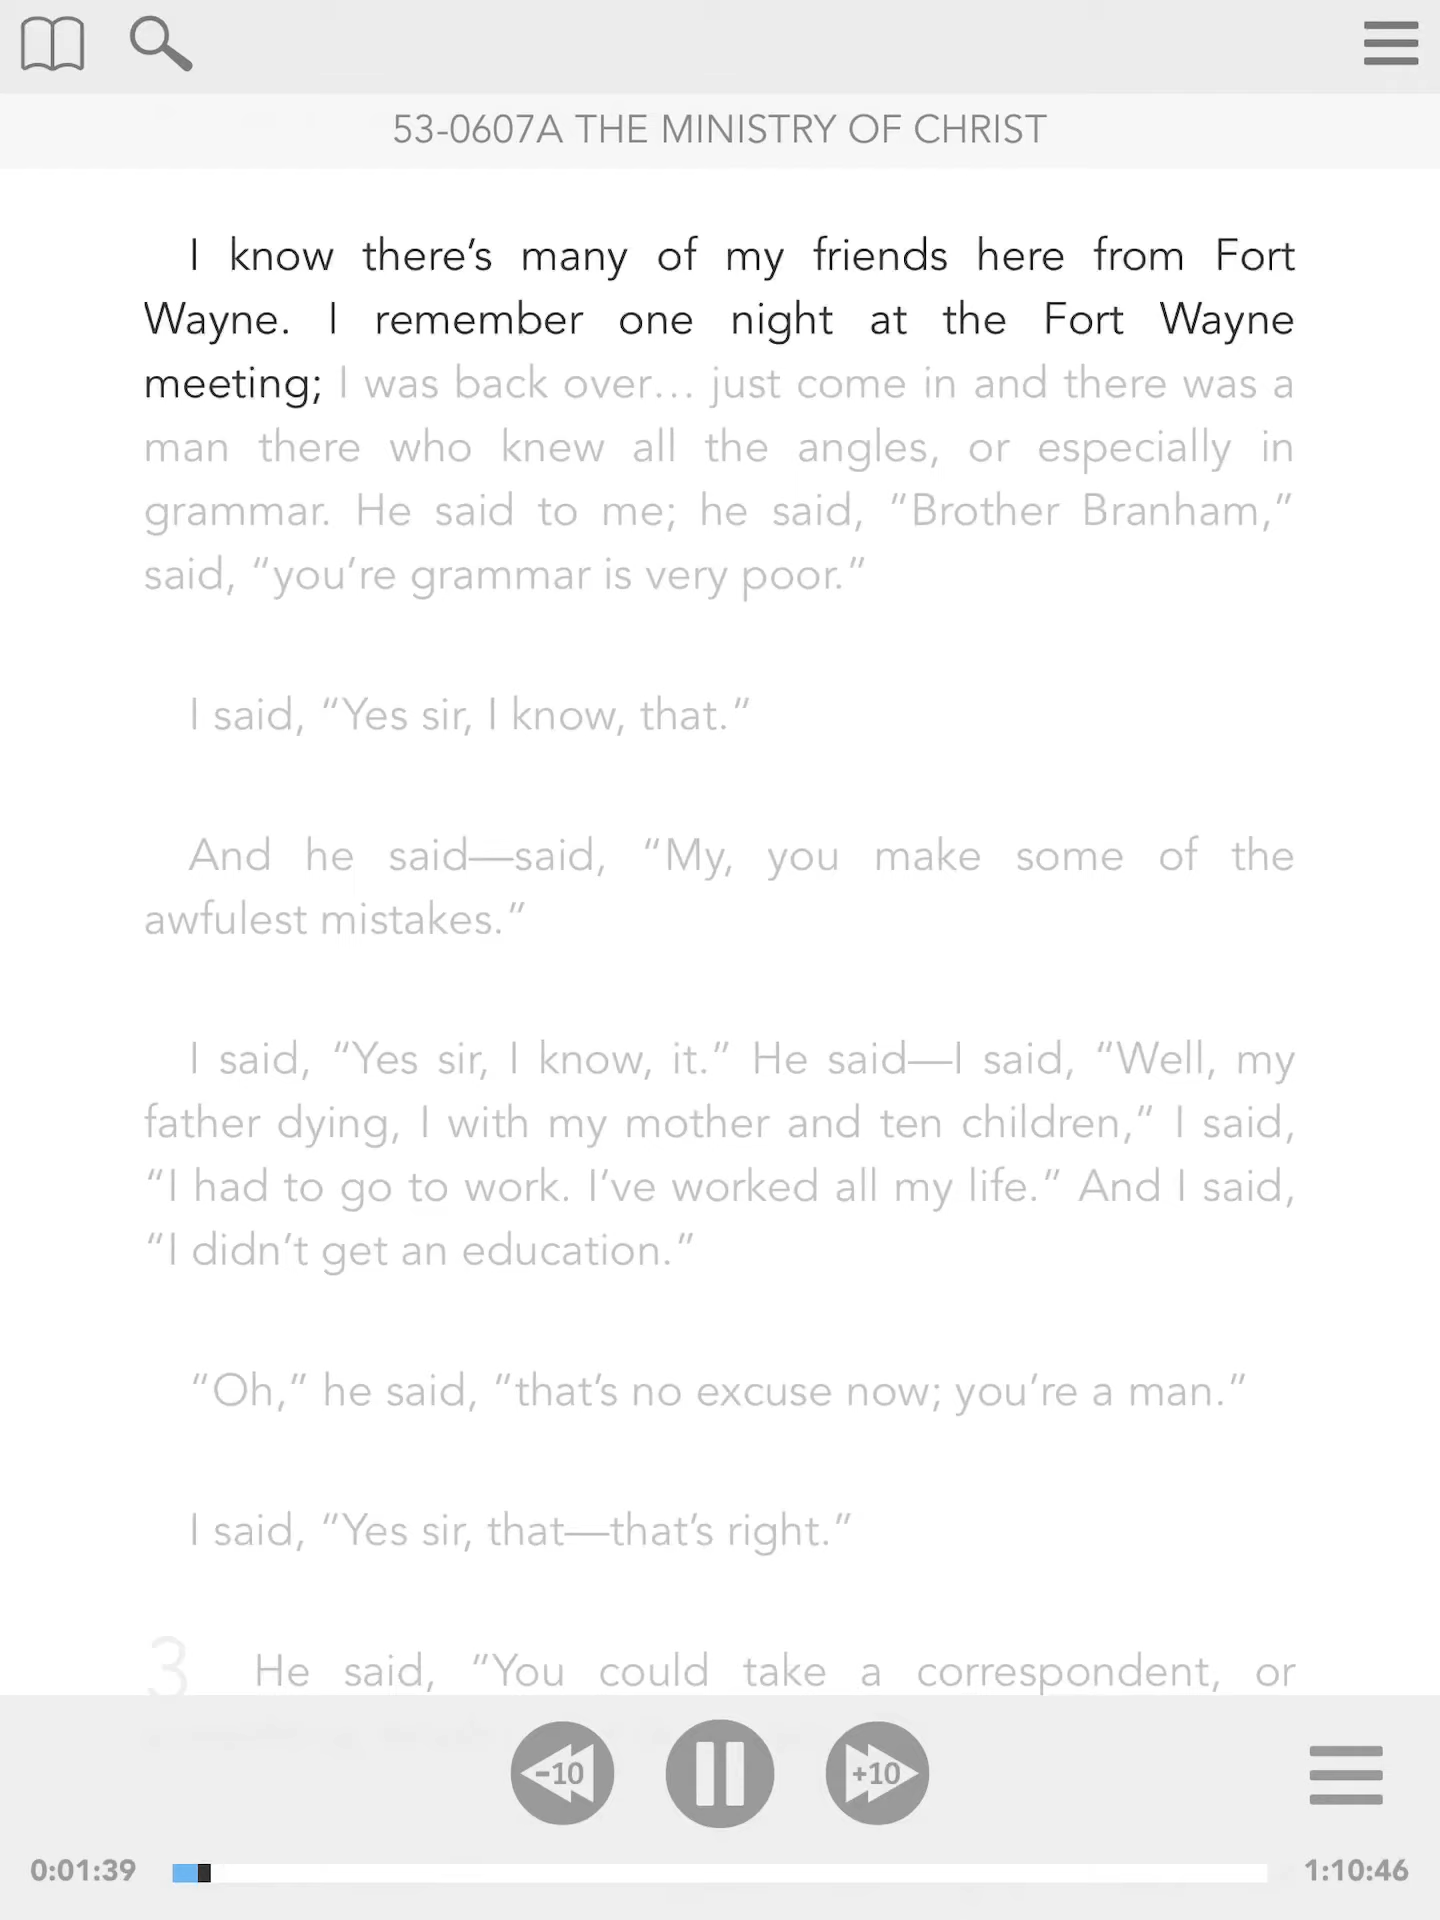 53-0607A THE MINISTRY OF CHRIST
I know there’s many of my friends here from Fort
Wayne. I remember one night at the Fort Wayne
meeting; I was back over… just come in and there was a
man there who knew all the angles, or especially in
grammar. He said to me; he said, “Brother Branham,”
said, “you’re grammar is very poor.”
I said, “Yes sir, I know, that.”
And he said—said, “My, you make some of the
awfulest mistakes.”
I said, “Yes sir, I know, it.” He said—I said, “Well, my
father dying, I with my mother and ten children,” I said,
“I had to go to work. I’ve worked all my life.” And I said,
“I didn’t get an education.”
“Oh,” he said, “that’s no excuse now; you’re a man.”
I said, “Yes sir, that—that’s right.”
3 He said, “You could take a correspondent, or
-10 +10
0:01:39 1:10:46